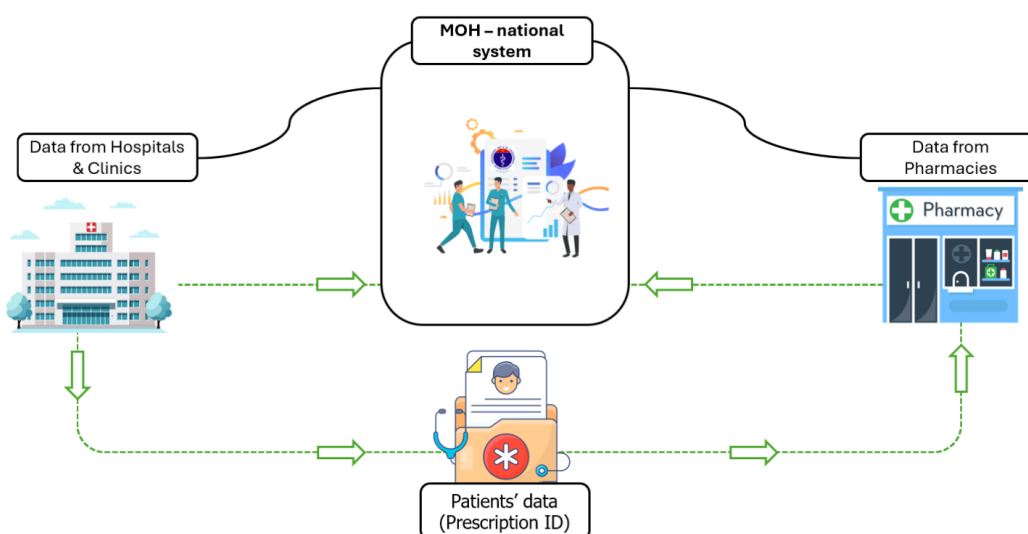 MOH – national
system
Data from Hospitals
& Clinics
Data from
Pharmacies
Pharmacy
Patients' data
(Prescription ID)